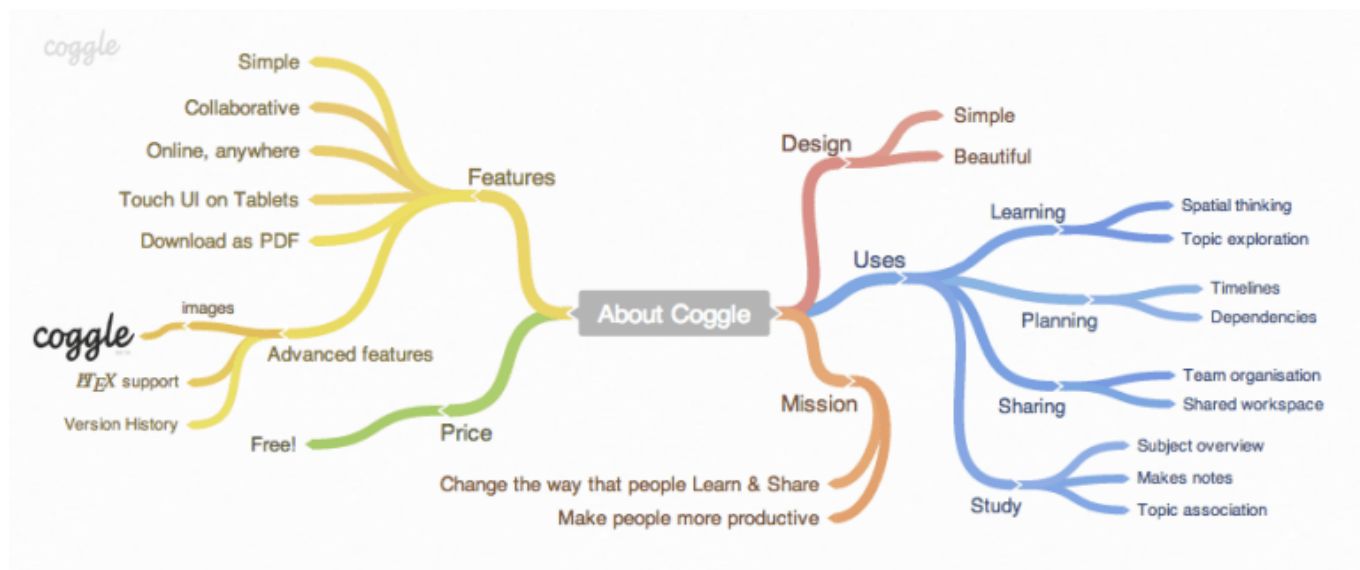 coggle
Simple
Collaborative
Online, anywhere
Touch UI on Tablets
Download as PDF
Features
images
coggle
Advanced features
LATEX support
Version History
Free!
Price
About Coggle
Design
Simple
Beautiful
Uses
Learning
Spatial thinking
Topic exploration
Planning
Timelines
Dependencies
Sharing
Team organisation
Shared workspace
Study
Subject overview
Makes notes
Topic association
Mission
Change the way that people Learn & Share
Make people more productive